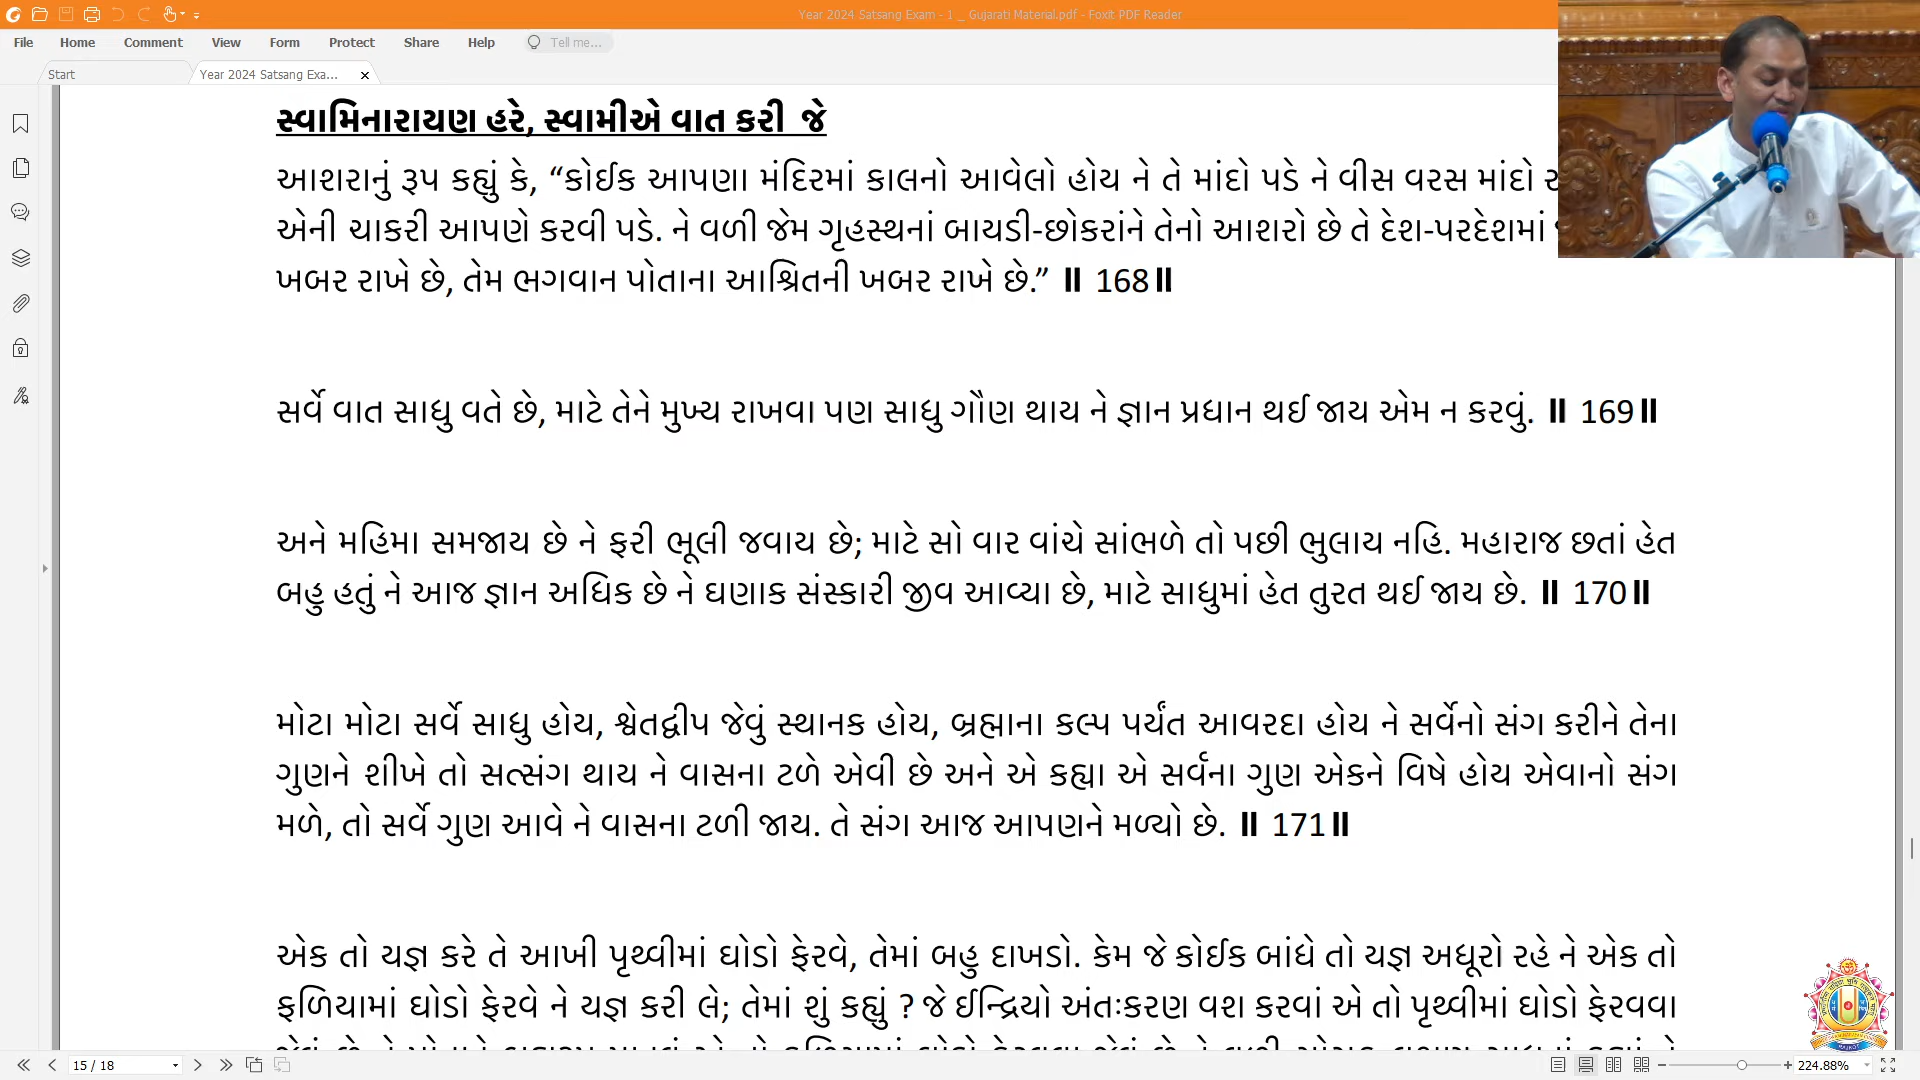 Year 2024 Satsang Exam - 1 _ Gujarati Material.pdf - Foxit PDF Reader
File Home Comment View Form Protect Share Help Tell me...
Start Year 2024 Satsang Exa...
સ્વામિનારાયણ હરે, સ્વામીએ વાત કરી જે
આશરાનું રૂપ કહ્યું કે, “કોઈક આપણા મંદિરમાં કાલનો આવેલો હોય ને તે માંદો પડે ને વીસ વરસ માંદો
એની ચાકરી આપણે કરવી પડે. ને વળી જેમ ગૃહસ્થનાં બાયડી-છોકરાંને તેનો આશરો છે તે દેશ-પરદેશમાં
ખબર રાખે છે, તેમ ભગવાન પોતાના આશ્રિતની ખબર રાખે છે.” ॥ 168॥
સર્વે વાત સાધુ વતે છે, માટે તેને મુખ્ય રાખવા પણ સાધુ ગૌણ થાય ને જ્ઞાન પ્રધાન થઈ જાય એમ ન કરવું. ॥ 169॥
અને મહિમા સમજાય છે ને ફરી ભૂલી જવાય છે; માટે સો વાર વાંચે સાંભળે તો પછી ભુલાય નહિ. મહારાજ છતાં હેત
બહુ હતું ને આજ જ્ઞાન અધિક છે ને ઘણાક સંસ્કારી જીવ આવ્યા છે, માટે સાધુમાં હેત તુરત થઈ જાય છે. ॥ 170॥
મોટા મોટા સર્વે સાધુ હોય, શ્વેતદ્વીપ જેવું સ્થાનક હોય, બ્રહ્માના કલ્પ પર્યંત આવરદા હોય ને સર્વેનો સંગ કરીને તેના
ગુણને શીખે તો સત્સંગ થાય ને વાસના ટળે એવી છે અને એ કહ્યા એ સર્વના ગુણ એકને વિષે હોય એવાનો સંગ
મળે, તો સર્વે ગુણ આવે ને વાસના ટળી જાય. તે સંગ આજ આપણને મળ્યો છે. ॥ 171॥
એક તો યજ્ઞ કરે તે આખી પૃથ્વીમાં ઘોડો ફેરવે, તેમાં બહુ દાખડો. કેમ જે કોઈક બાંધે તો યજ્ઞ અધૂરો રહે ને એક તો
ફળિયામાં ઘોડો ફેરવે ને યજ્ઞ કરી લે; તેમાં શું કહ્યું ? જે ઈન્દ્રિયો અંતઃકરણ વશ કરવાં એ તો પૃથ્વીમાં ઘોડો ફેરવવા
15 / 18 224.88%